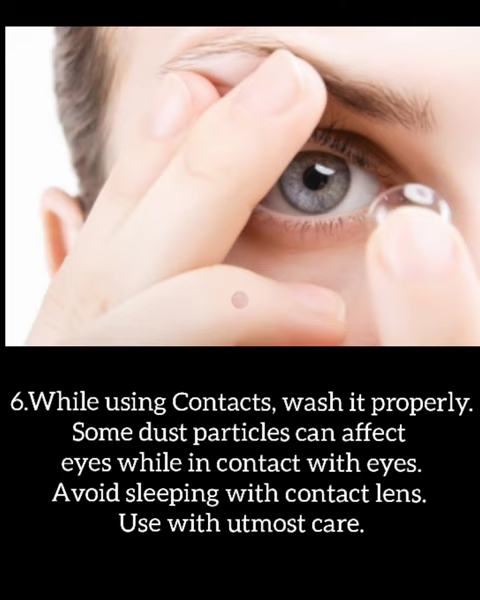 6.While using Contacts, wash it properly.
Some dust particles can affect
eyes while in contact with eyes.
Avoid sleeping with contact lens.
Use with utmost care.